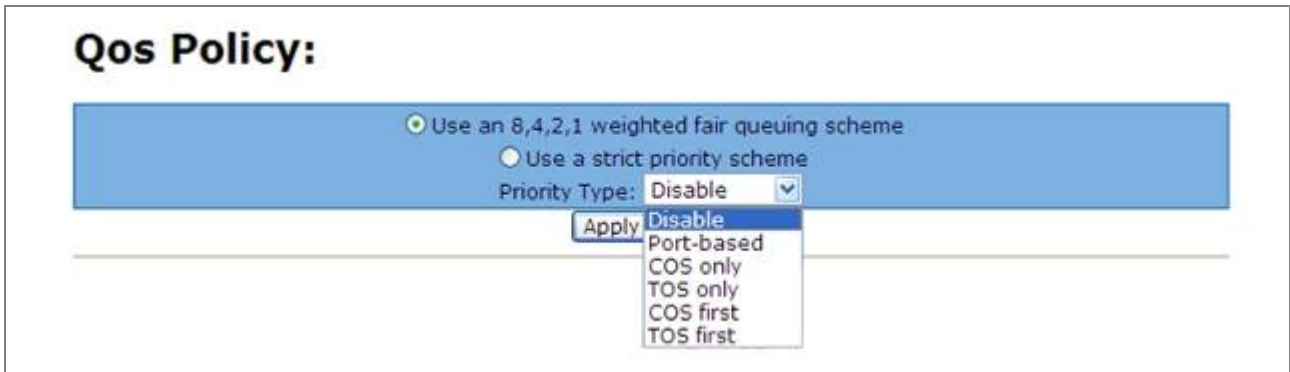 Qos Policy:
Use an 8,4,2,1 weighted fair queuing scheme
Use a strict priority scheme
Priority Type: Disable
Apply
Disable
Port-based
COS only
TOS only
COS first
TOS first